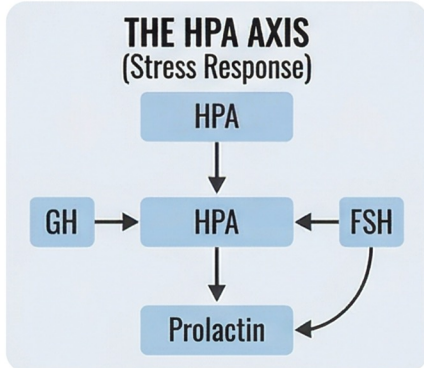 THE HPA AXIS
(Stress Response)
HPA
GH
HPA
FSH
Prolactin